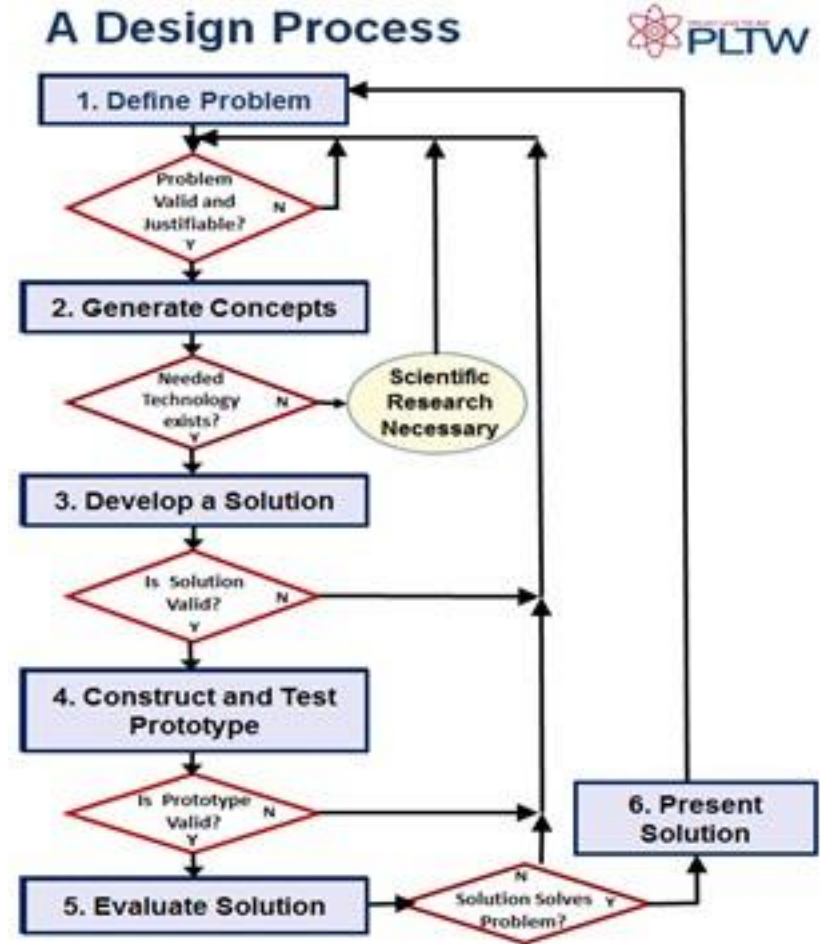 A Design Process
PLTW
1. Define Problem
Problem
Valid and
Justifiable?
N
Y
2. Generate Concepts
Needed
Technology
exists?
N
Y
Scientific
Research
Necessary
3. Develop a Solution
Is Solution
Valid?
N
Y
4. Construct and Test
Prototype
Is Prototype
Valid?
N
Y
6. Present
Solution
5. Evaluate Solution
N
Solution Solves
Problem?
Y